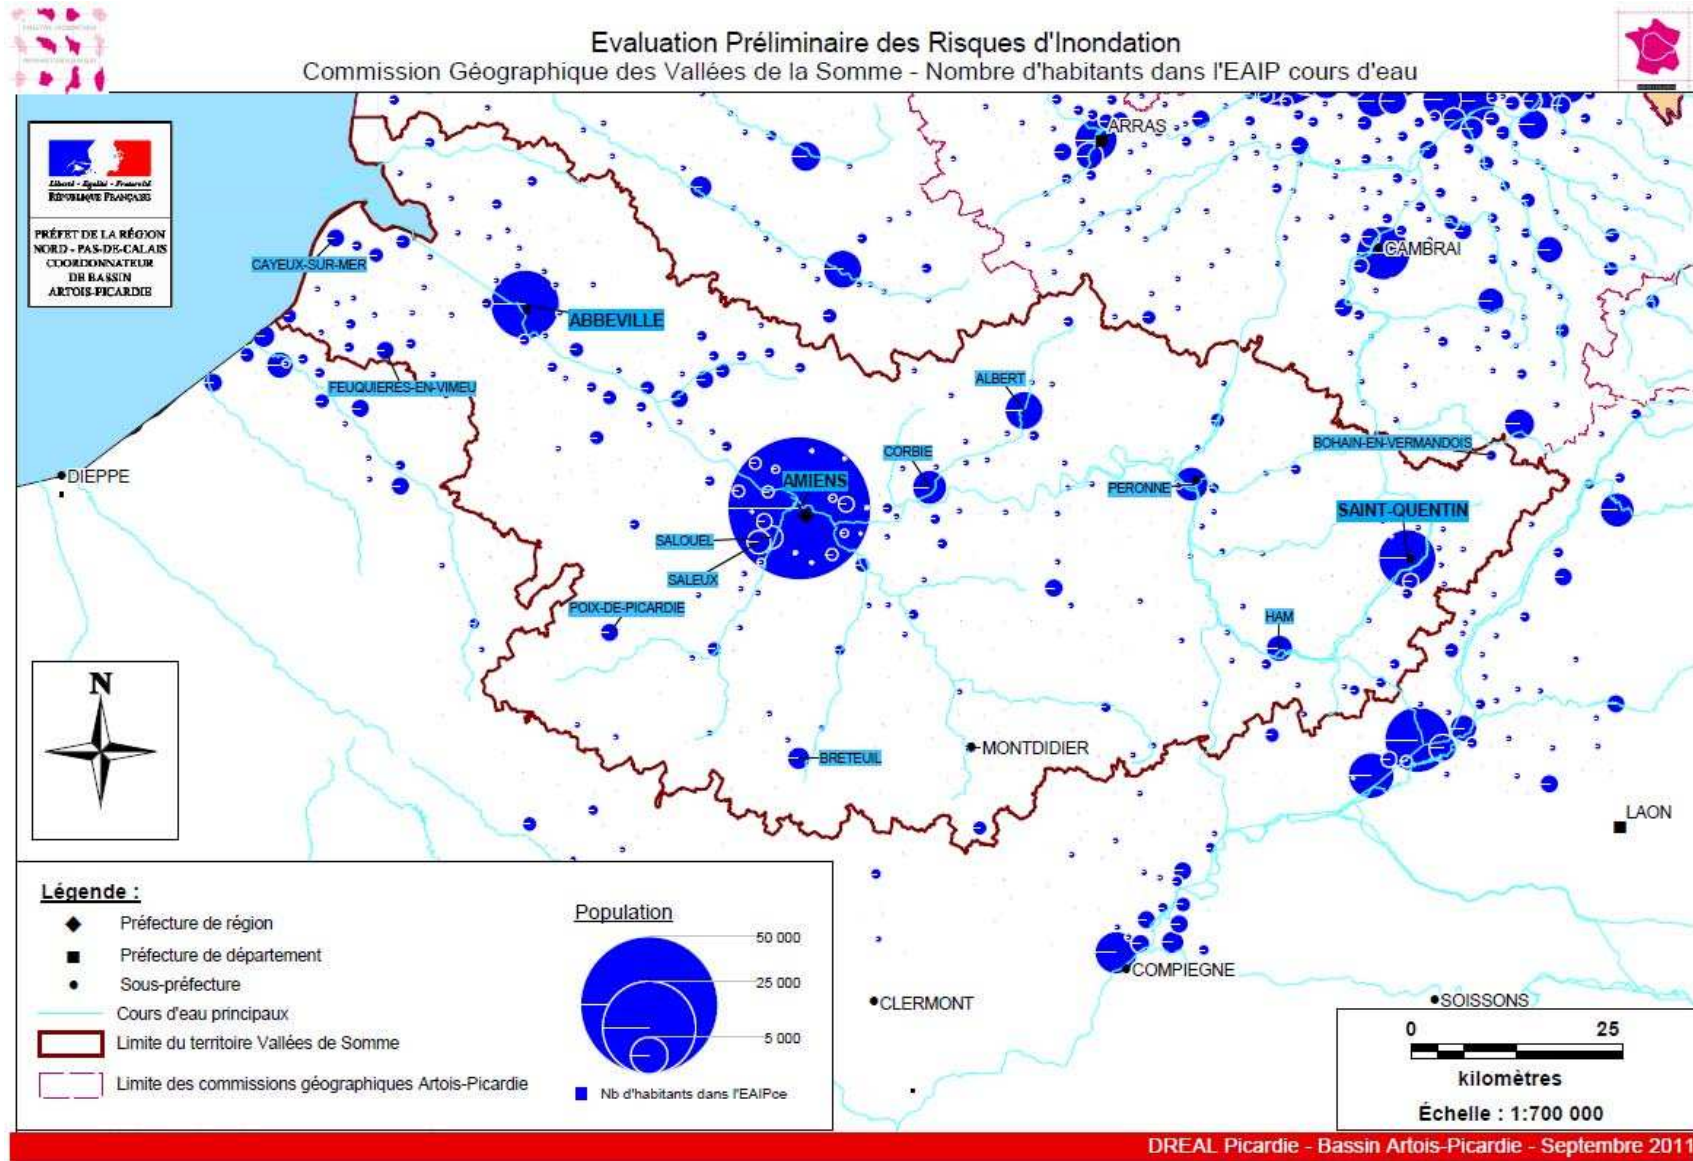 Evaluation Préliminaire des Risques d'Inondation
Commission Géographique des Vallées de la Somme - Nombre d'habitants dans l'EAIP cours d'eau
Liberté - Égalité - Fraternité
RÉPUBLIQUE FRANÇAISE
PRÉFET DE LA RÉGION
NORD - PAS-DE-CALAIS
COORDONNATEUR
DE BASSIN
ARTOIS-PICARDIE
ARRAS
CAMBRAI
CAYEUX-SUR-MER
ABBEVILLE
FEUQUIERES-EN-VIMEU
ALBERT
BOHAIN-EN-VERMANDOIS
CORBIE
DIEPPE
AMIENS
PERONNE
SAINT-QUENTIN
SALOUEL
SALEUX
POIX-DE-PICARDIE
HAM
N
MONTDIDIER
BRETEUIL
LAON
COMPIEGNE
CLERMONT
SOISSONS
Légende :
Préfecture de région
Préfecture de département
Sous-préfecture
Cours d'eau principaux
Limite du territoire Vallées de Somme
Limite des commissions géographiques Artois-Picardie
Population
50 000
25 000
5 000
Nb d'habitants dans l'EAIPce
0 25
kilomètres
Échelle : 1:700 000
DREAL Picardie - Bassin Artois-Picardie - Septembre 2011